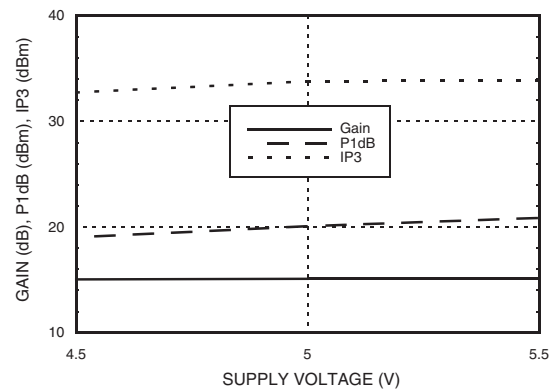 GAIN (dB), P1dB (dBm), IP3 (dBm)
40
30
20
10
Gain
P1dB
IP3
4.5
5
5.5
SUPPLY VOLTAGE (V)